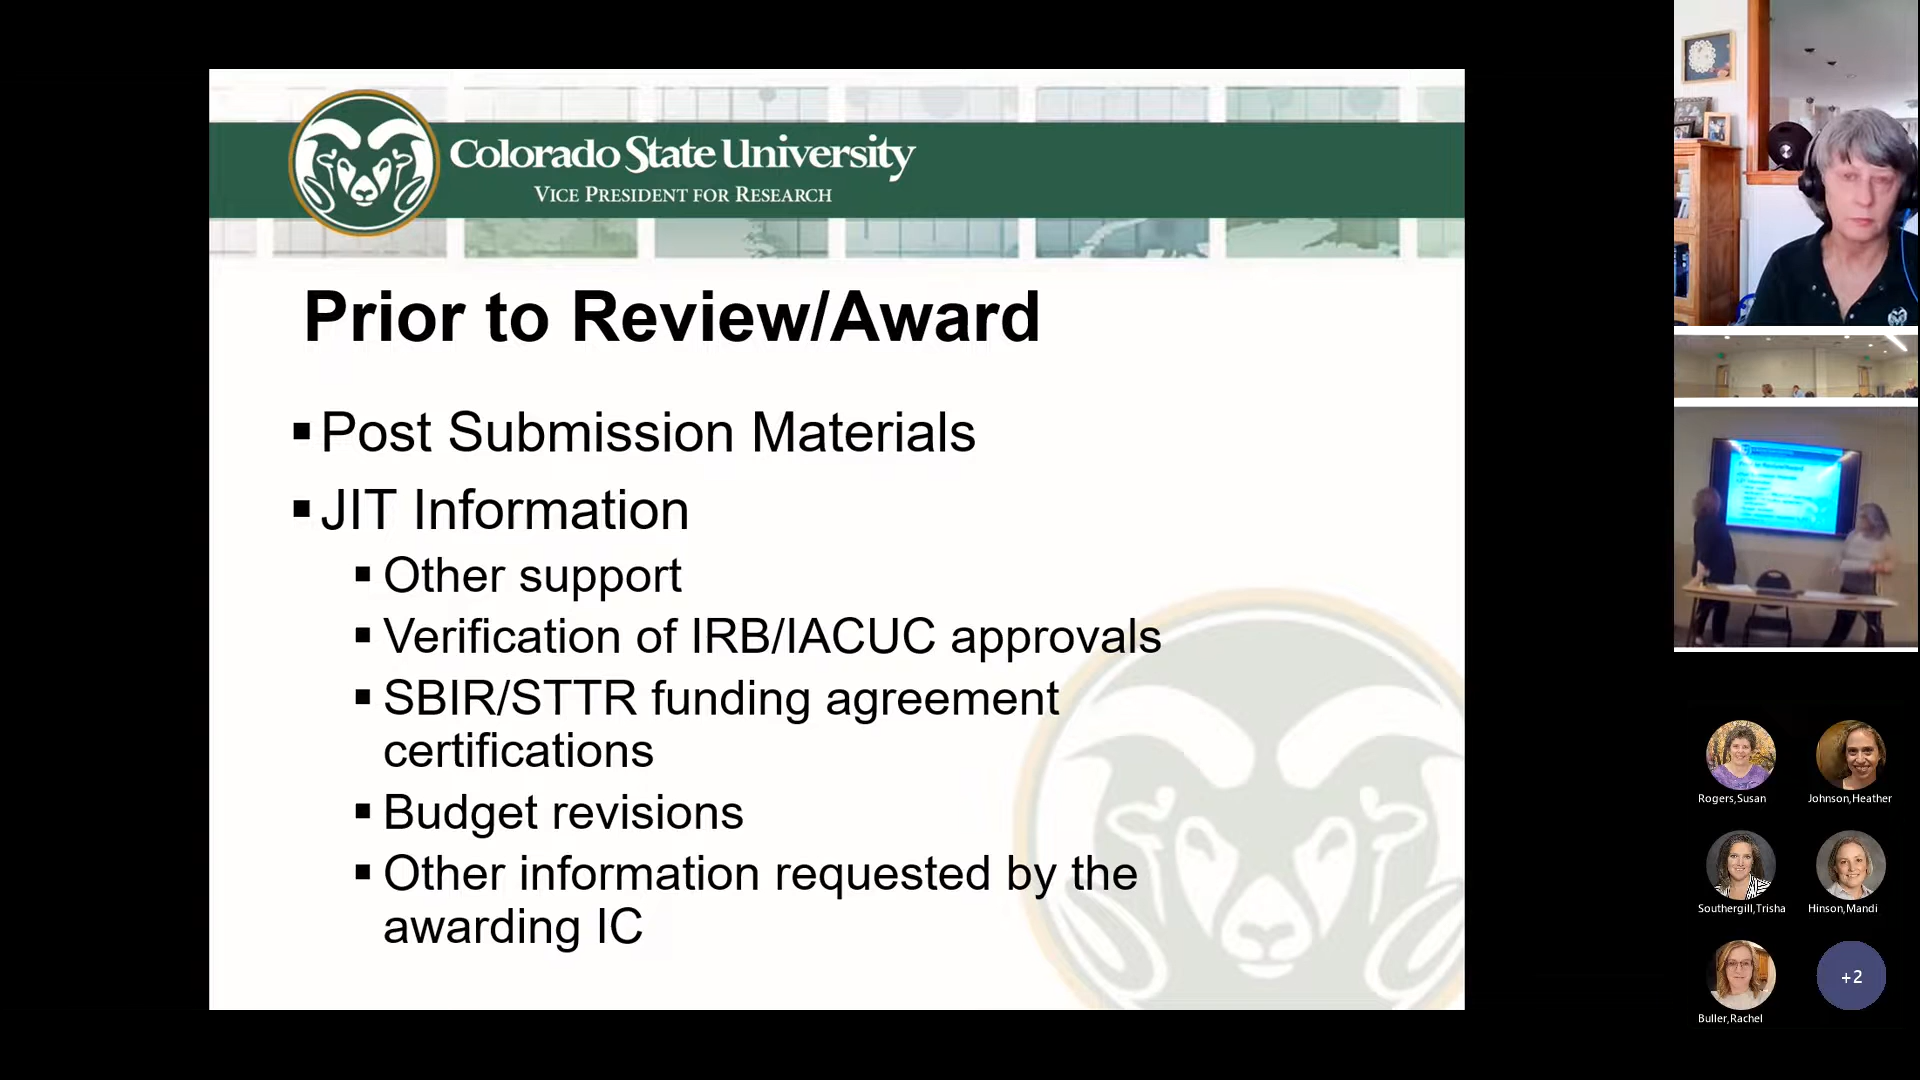 Colorado State University
VICE PRESIDENT FOR RESEARCH
Prior to Review/Award
▪Post Submission Materials
▪JIT Information
▪Other support
▪Verification of IRB/IACUC approvals
▪SBIR/STTR funding agreement
certifications
▪Budget revisions
▪Other information requested by the
awarding IC
Rogers,Susan
Johnson,Heather
Southergill,Trisha
Hinson,Mandi
Buller,Rachel
+2